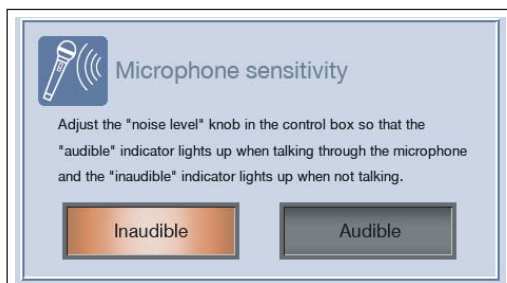 Microphone sensitivity
Adjust the "noise level" knob in the control box so that the
"audible" indicator lights up when talking through the microphone
and the "inaudible" indicator lights up when not talking.
Inaudible
Audible